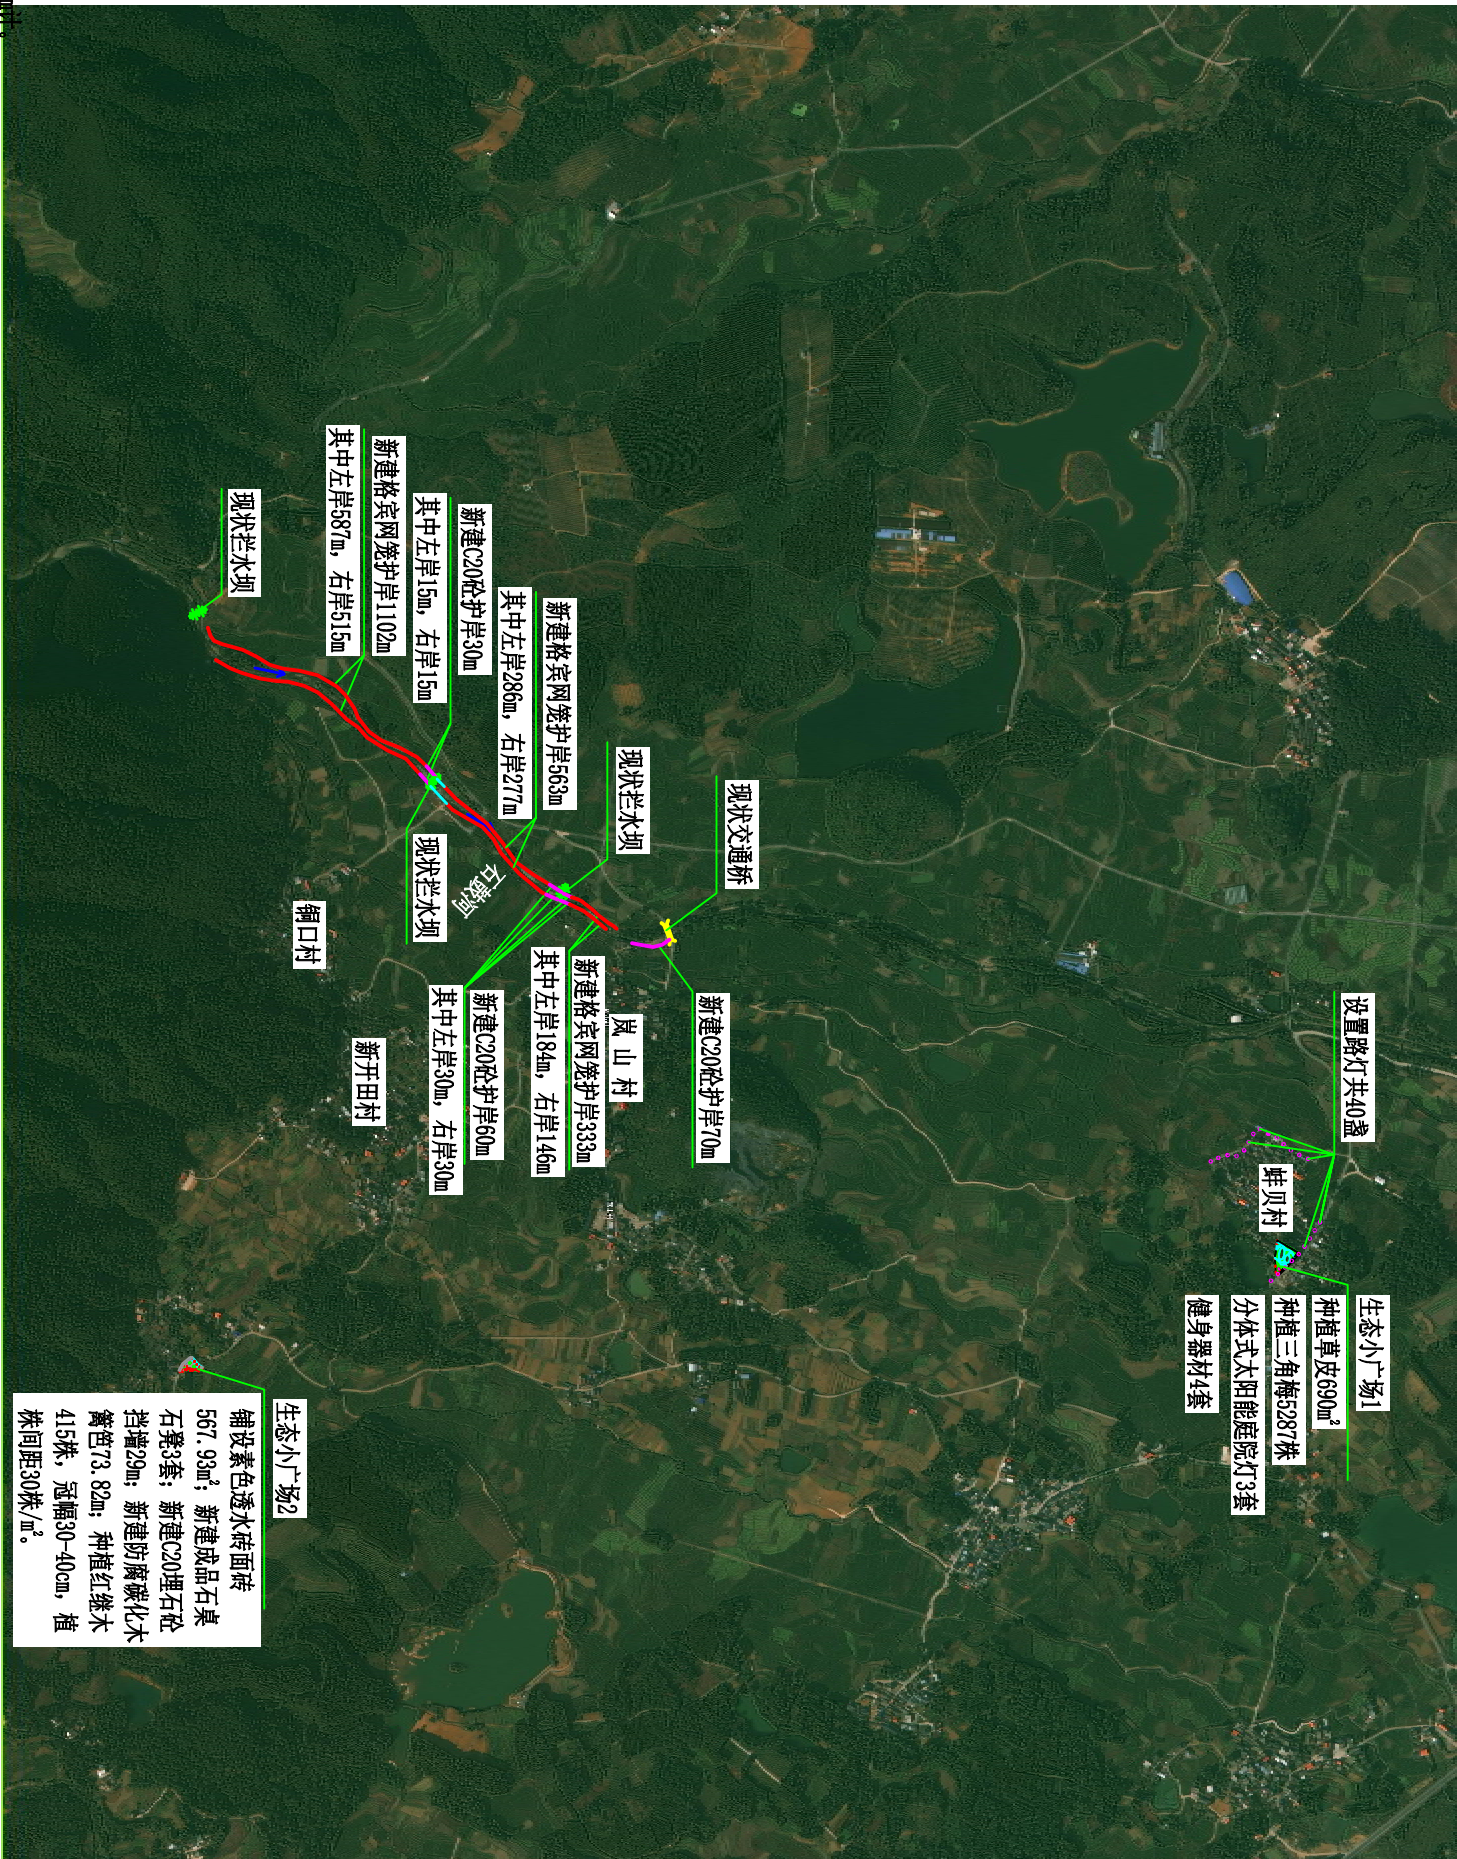 设置路灯共40盏
蚌贝村
生态小广场1
种植草皮690㎡
种植三角梅5287株
分体式太阳能庭院灯3套
健身器材4套
现状交通桥
新建C20砼护岸70m
现状拦水坝
岚山村
新建格宾网笼护岸333m
其中左岸184m，右岸146m
新建格宾网笼护岸563m
其中左岸286m，右岸277m
新建C20砼护岸60m
其中左岸30m，右岸30m
石鼓河
新建C20砼护岸30m
其中左岸15m，右岸15m
现状拦水坝
新建格宾网笼护岸1102m
其中左岸587m，右岸515m
新开田村
铜口村
现状拦水坝
生态小广场2
铺设素色透水砖面砖
567.93㎡；新建成品石桌
石凳3套；新建C20埋石砼
挡墙29m；新建防腐碳化木
篱笆73.82m；种植红继木
415株，冠幅30-40cm，植
株间距30株/㎡。